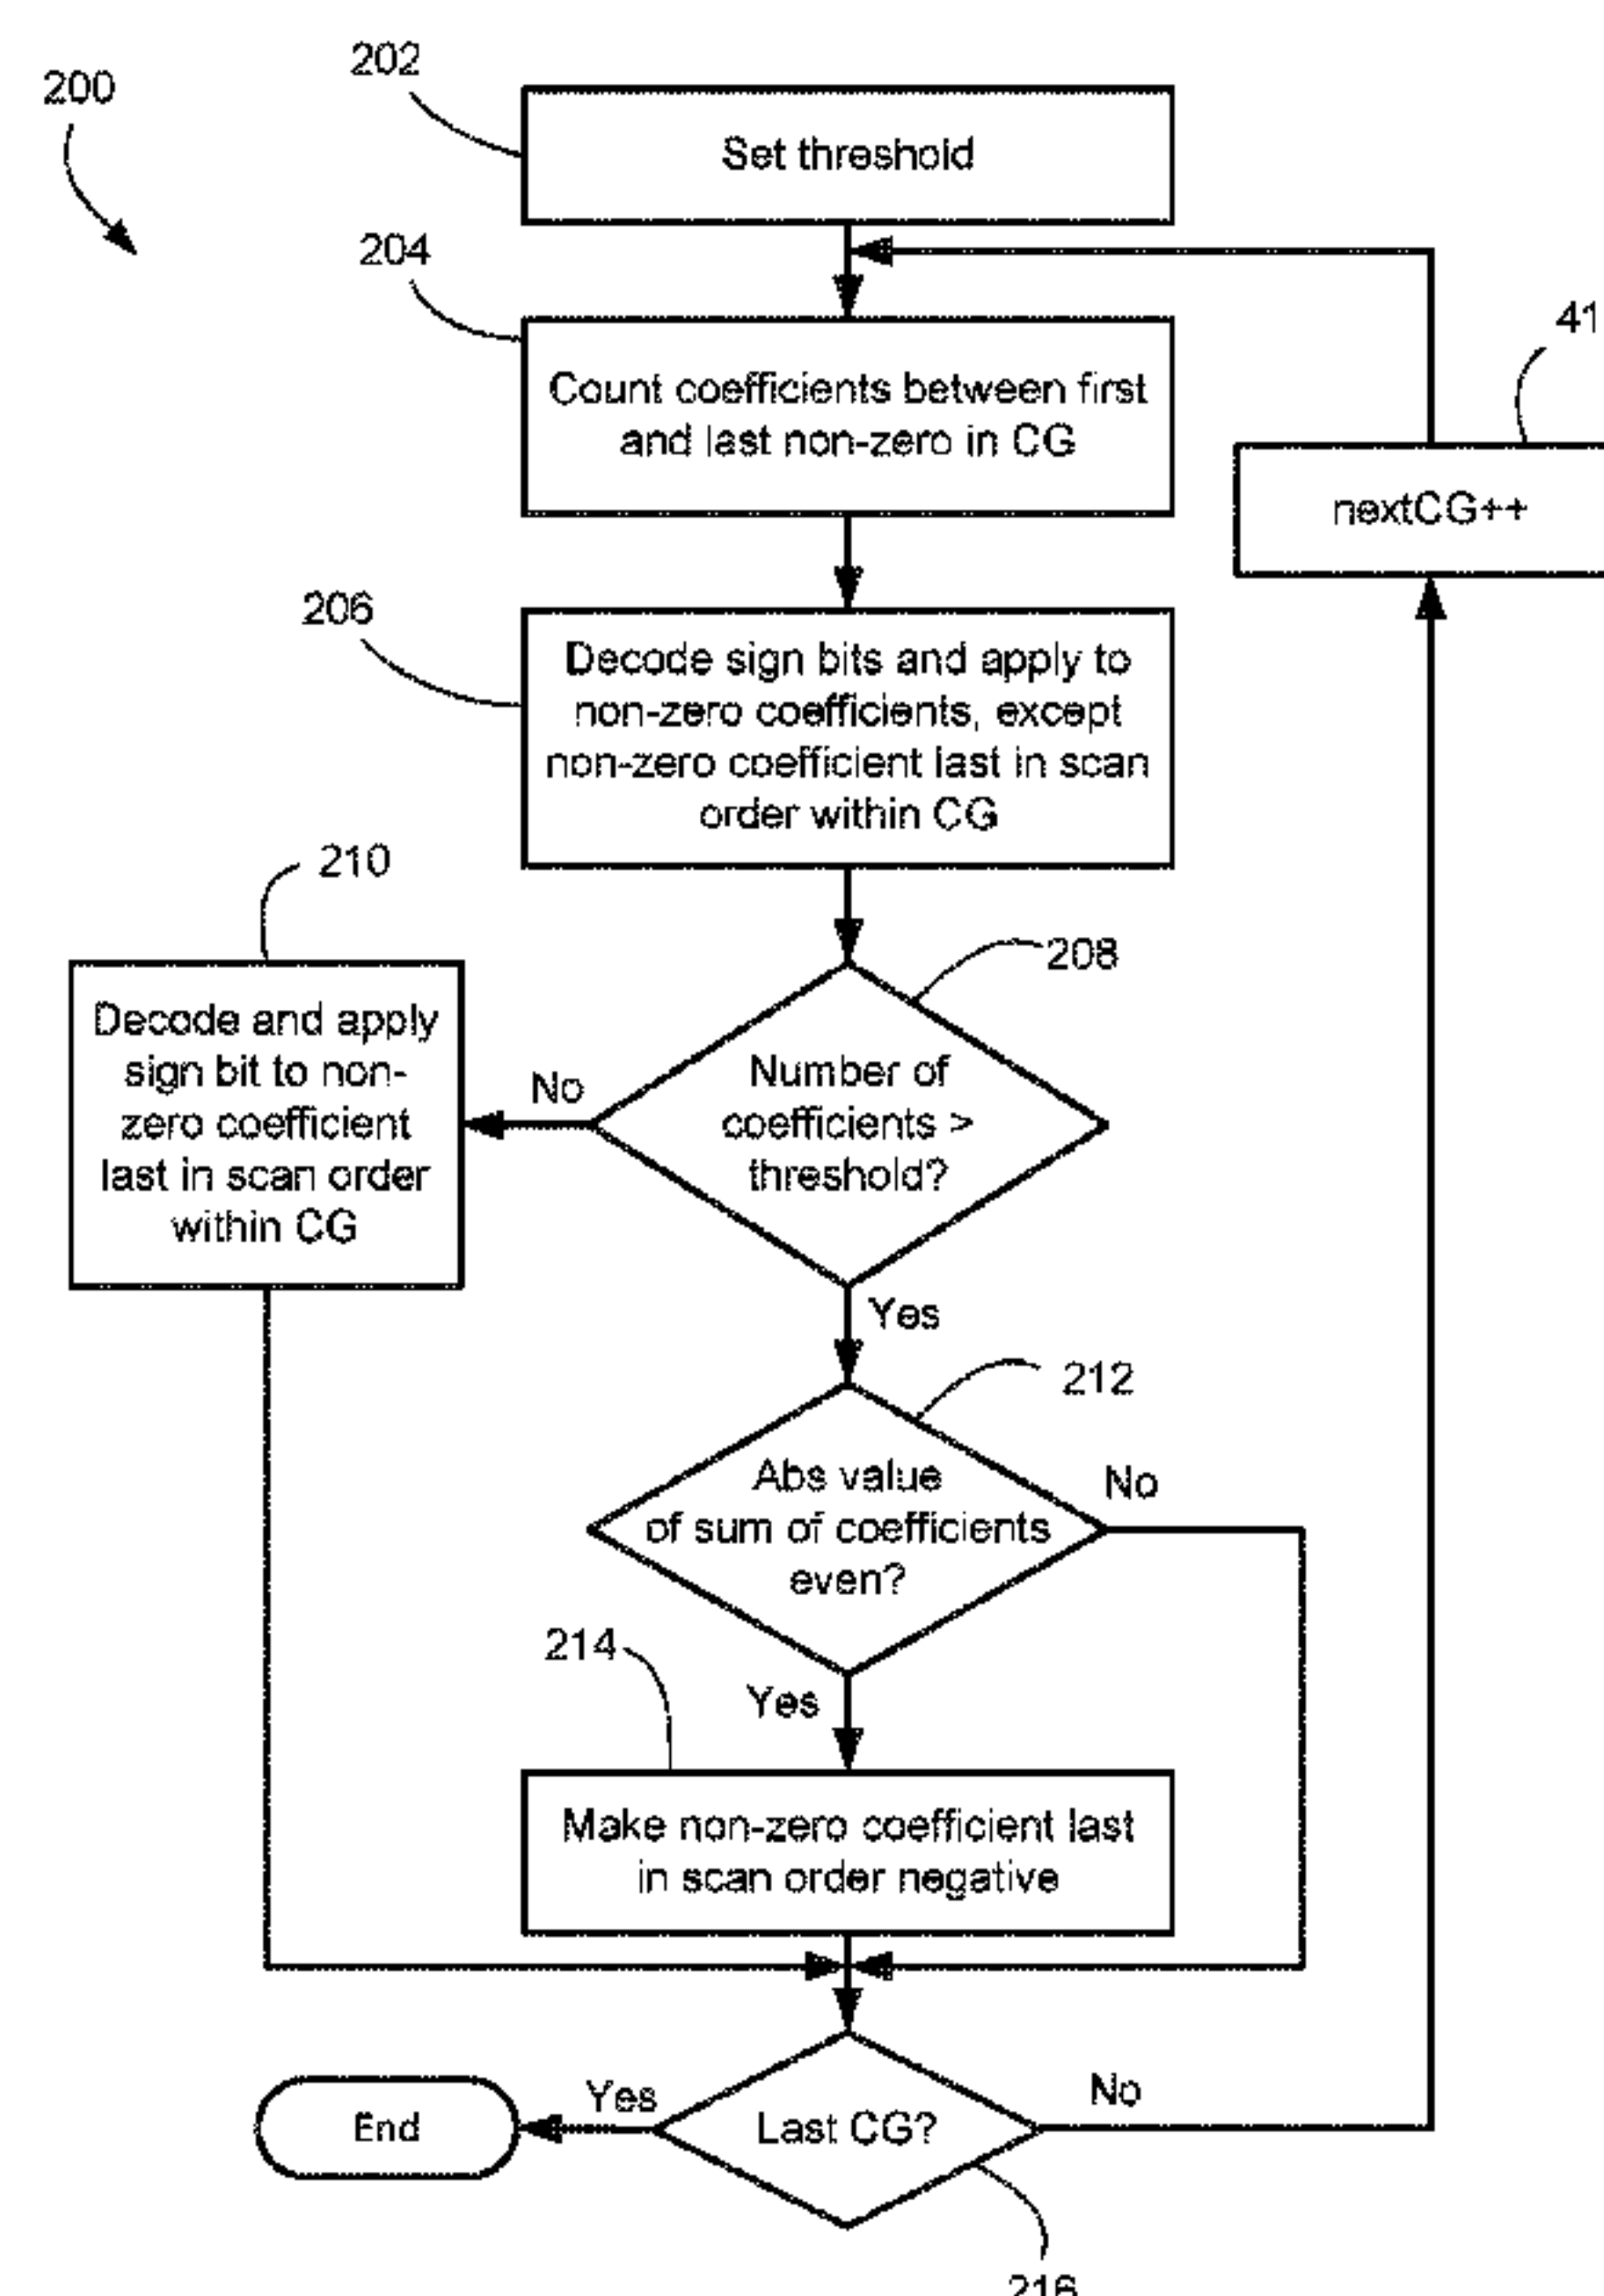 202
200
Set threshold
204
Count coefficients between first
and last non-zero in CG
41
nextCG++
206
Decode sign bits and apply to
non-zero coefficients, except
non-zero coefficient last in scan
order within CG
210
208
Decode and apply
sign bit to non-
zero coefficient
last in scan order
within CG
No
Number of
coefficients >
threshold?
Yes
212
Abs value
of sum of coefficients
even?
No
214
Yes
Make non-zero coefficient last
in scan order negative
Yes
No
End
Last CG?
216